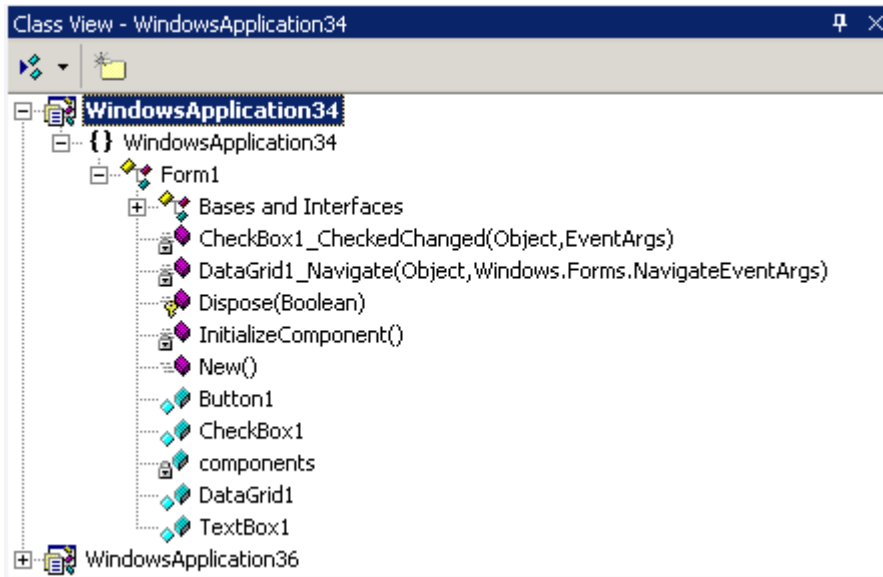 Class View - WindowsApplication34
WindowsApplication34
{} WindowsApplication34
Form1
Bases and Interfaces
CheckBox1_CheckedChanged(Object,EventArgs)
DataGrid1_Navigate(Object,Windows.Forms.NavigateEventArgs)
Dispose(Boolean)
InitializeComponent()
New()
Button1
CheckBox1
components
DataGrid1
TextBox1
WindowsApplication36